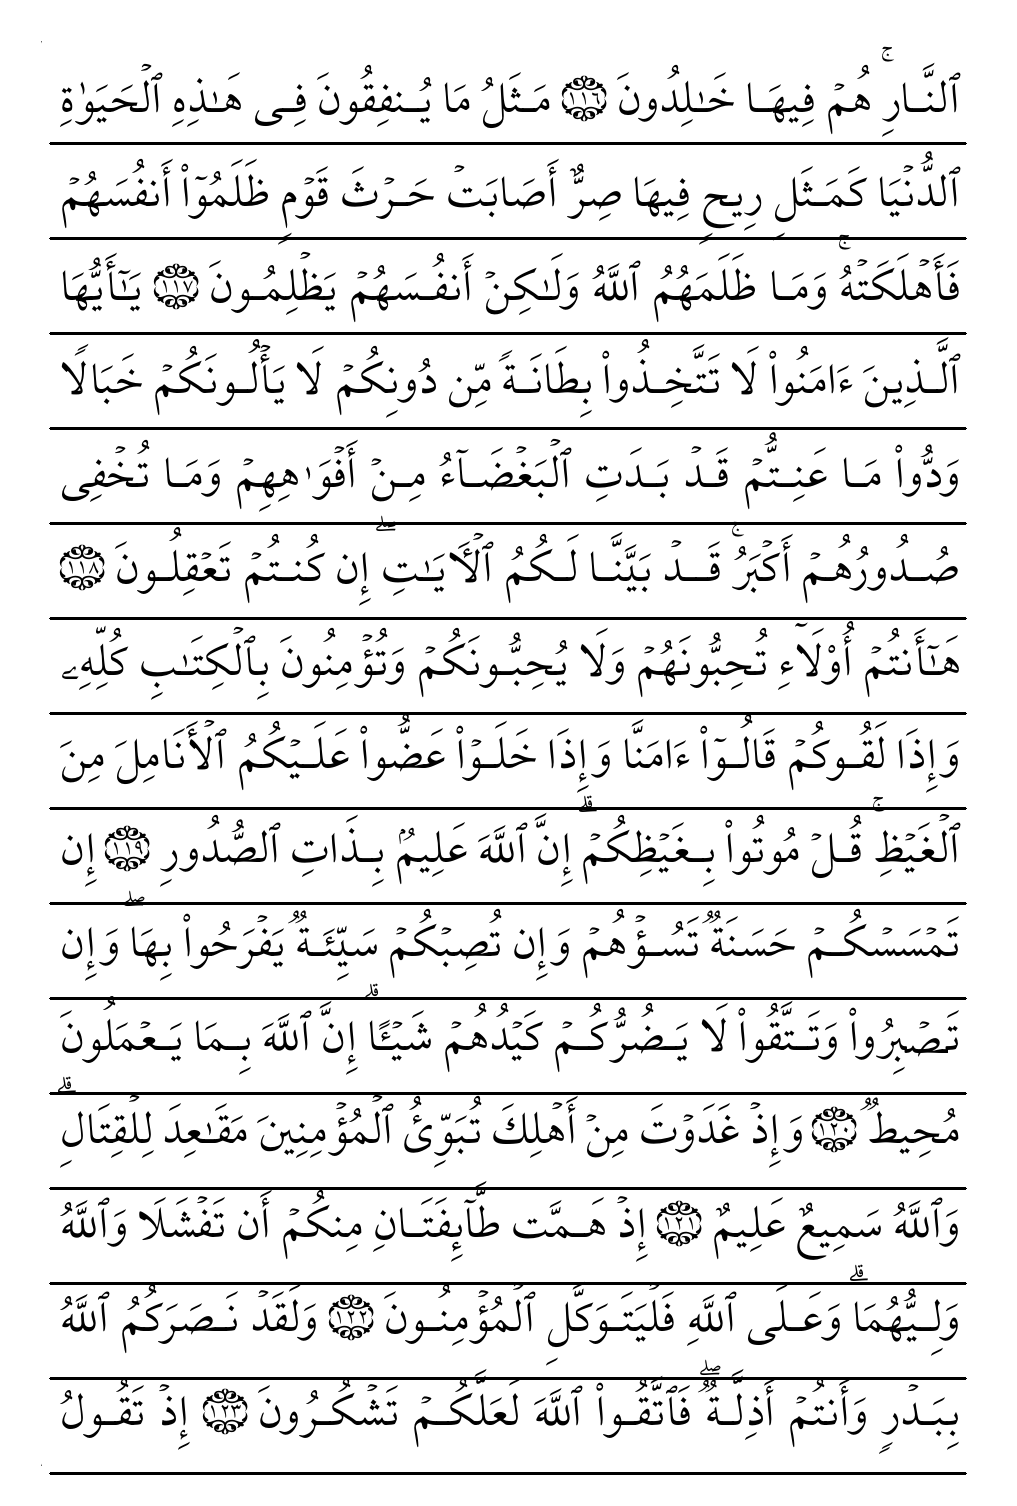 ٱلنَّارِۚ هُمۡ فِيهَا خَٰلِدُونَ ١١٦ مَثَلُ مَا يُنفِقُونَ فِي هَٰذِهِ ٱلۡحَيَوٰةِ
ٱلدُّنۡيَا كَمَثَلِ رِيحٖ فِيهَا صِرٌّ أَصَابَتۡ حَرۡثَ قَوۡمٖ ظَلَمُوٓاْ أَنفُسَهُمۡ
فَأَهۡلَكَتۡهُۚ وَمَا ظَلَمَهُمُ ٱللَّهُ وَلَٰكِنۡ أَنفُسَهُمۡ يَظۡلِمُونَ ١١٧ يَٰٓأَيُّهَا
ٱلَّذِينَ ءَامَنُواْ لَا تَتَّخِذُواْ بِطَانَةٗ مِّن دُونِكُمۡ لَا يَأۡلُونَكُمۡ خَبَالٗا
وَدُّواْ مَا عَنِتُّمۡ قَدۡ بَدَتِ ٱلۡبَغۡضَآءُ مِنۡ أَفۡوَٰهِهِمۡ وَمَا تُخۡفِي
صُدُورُهُمۡ أَكۡبَرُۚ قَدۡ بَيَّنَّا لَكُمُ ٱلۡأٓيَٰتِۖ إِن كُنتُمۡ تَعۡقِلُونَ ١١٨
هَٰٓأَنتُمۡ أُوْلَآءِ تُحِبُّونَهُمۡ وَلَا يُحِبُّونَكُمۡ وَتُؤۡمِنُونَ بِٱلۡكِتَٰبِ كُلِّهِۦ
وَإِذَا لَقُوكُمۡ قَالُوٓاْ ءَامَنَّا وَإِذَا خَلَوۡاْ عَضُّواْ عَلَيۡكُمُ ٱلۡأَنَامِلَ مِنَ
ٱلۡغَيۡظِۚ قُلۡ مُوتُواْ بِغَيۡظِكُمۡۗ إِنَّ ٱللَّهَ عَلِيمُۢ بِذَاتِ ٱلصُّدُورِ ١١٩ إِن
تَمۡسَسۡكُمۡ حَسَنَةٞ تَسُؤۡهُمۡ وَإِن تُصِبۡكُمۡ سَيِّئَةٞ يَفۡرَحُواْ بِهَاۖ وَإِن
تَصۡبِرُواْ وَتَتَّقُواْ لَا يَضُرُّكُمۡ كَيۡدُهُمۡ شَيۡـًٔاۗ إِنَّ ٱللَّهَ بِمَا يَعۡمَلُونَ
مُحِيطٞ ١٢٠ وَإِذۡ غَدَوۡتَ مِنۡ أَهۡلِكَ تُبَوِّئُ ٱلۡمُؤۡمِنِينَ مَقَٰعِدَ لِلۡقِتَالِۗ
وَٱللَّهُ سَمِيعٌ عَلِيمٌ ١٢١ إِذۡ هَمَّت طَّآئِفَتَانِ مِنكُمۡ أَن تَفۡشَلَا وَٱللَّهُ
وَلِيُّهُمَاۗ وَعَلَى ٱللَّهِ فَلۡيَتَوَكَّلِ ٱلۡمُؤۡمِنُونَ ١٢٢ وَلَقَدۡ نَصَرَكُمُ ٱللَّهُ
بِبَدۡرٖ وَأَنتُمۡ أَذِلَّةٞۖ فَٱتَّقُواْ ٱللَّهَ لَعَلَّكُمۡ تَشۡكُرُونَ ١٢٣ إِذۡ تَقُولُ